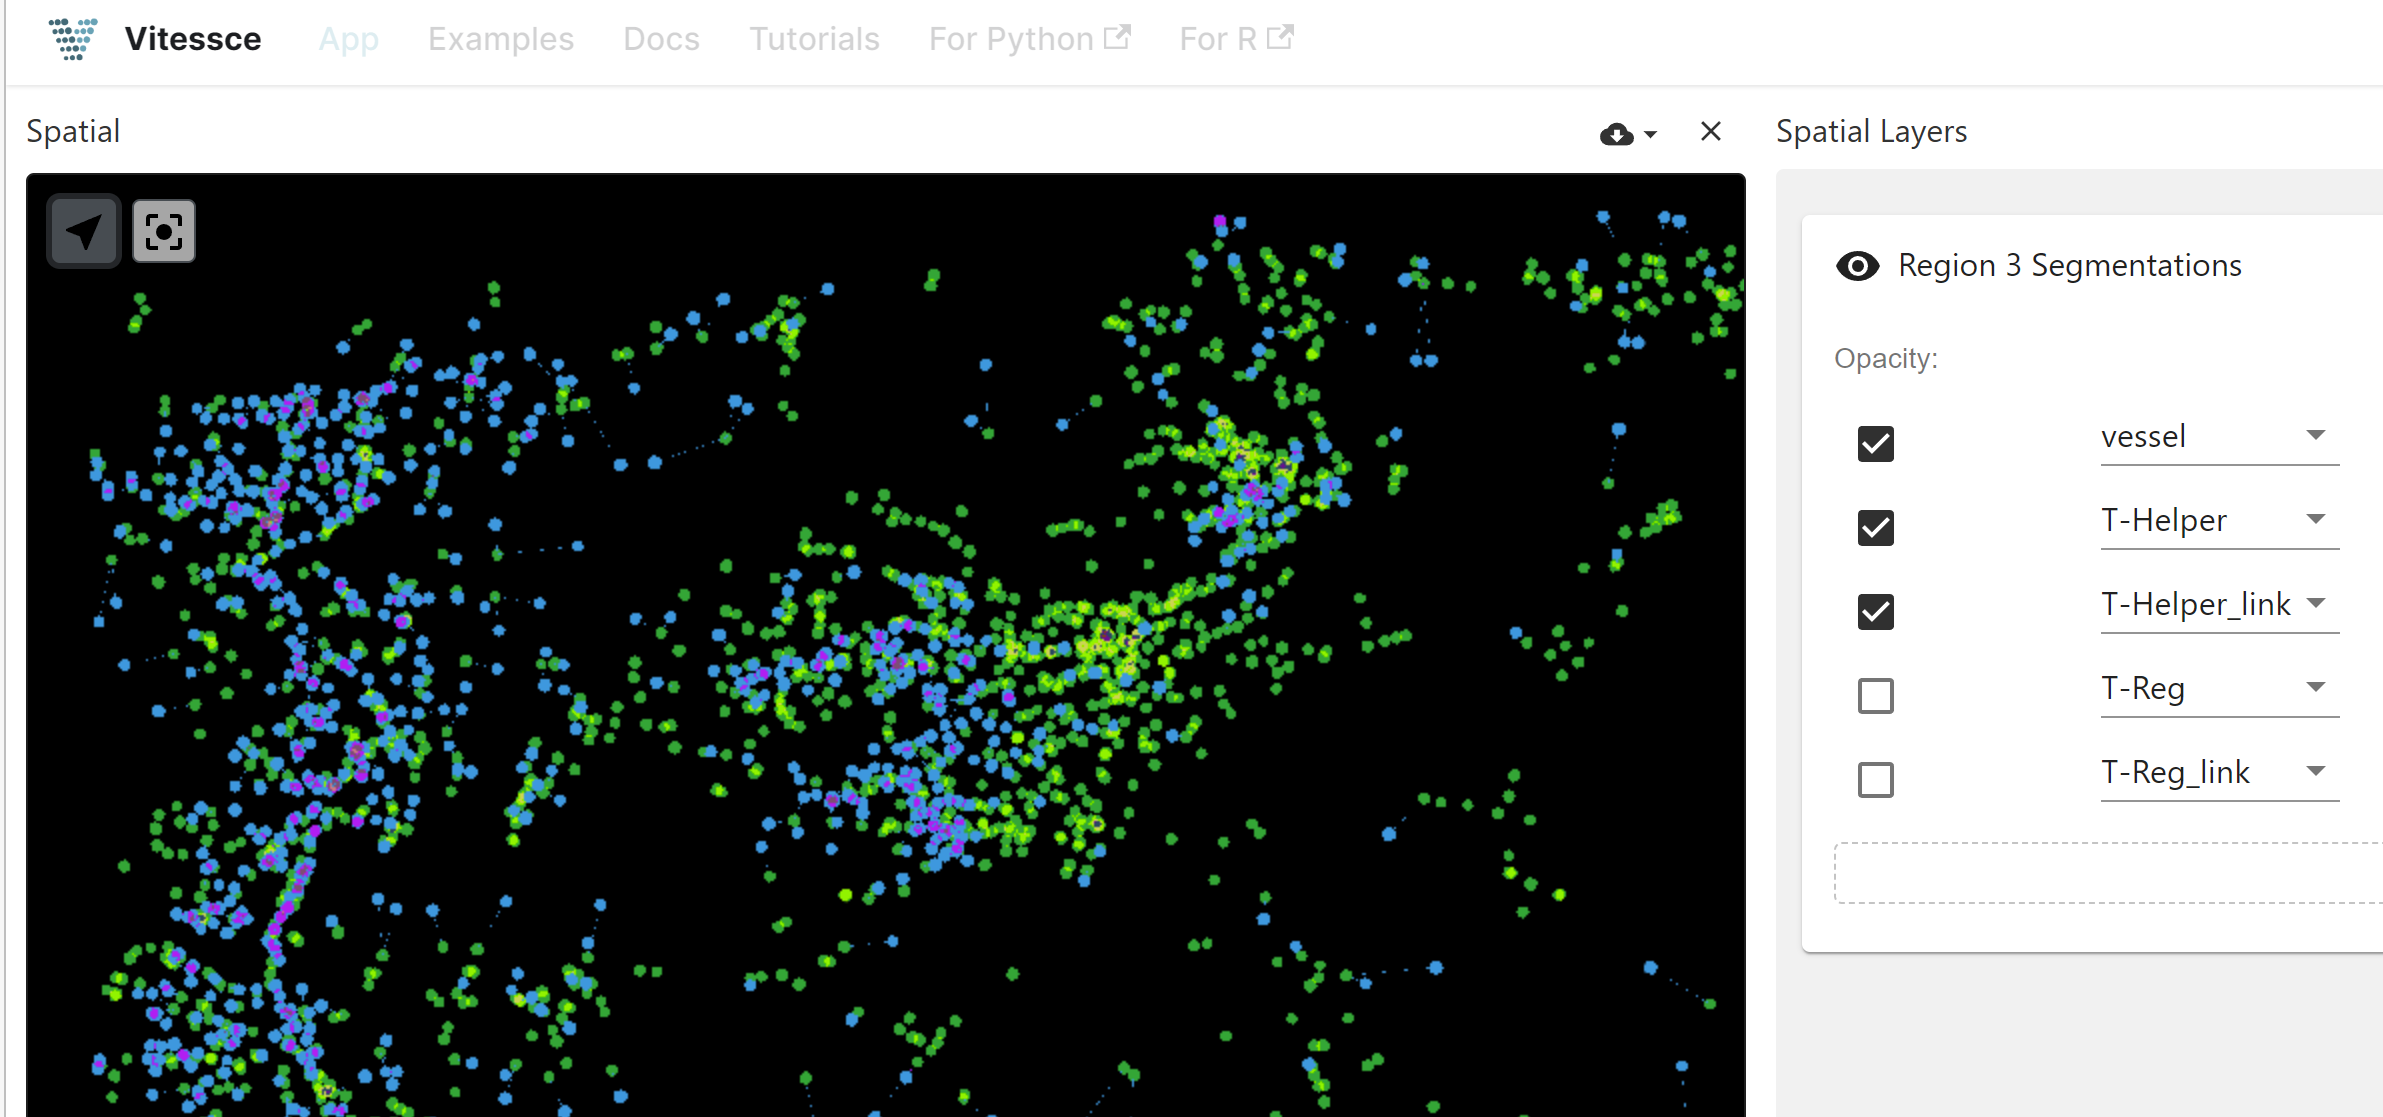 Vitessce App Examples Docs Tutorials For Python For R
Spatial
Spatial Layers
Region 3 Segmentations
Opacity:
vessel
T-Helper
T-Helper_link
T-Reg
T-Reg_link